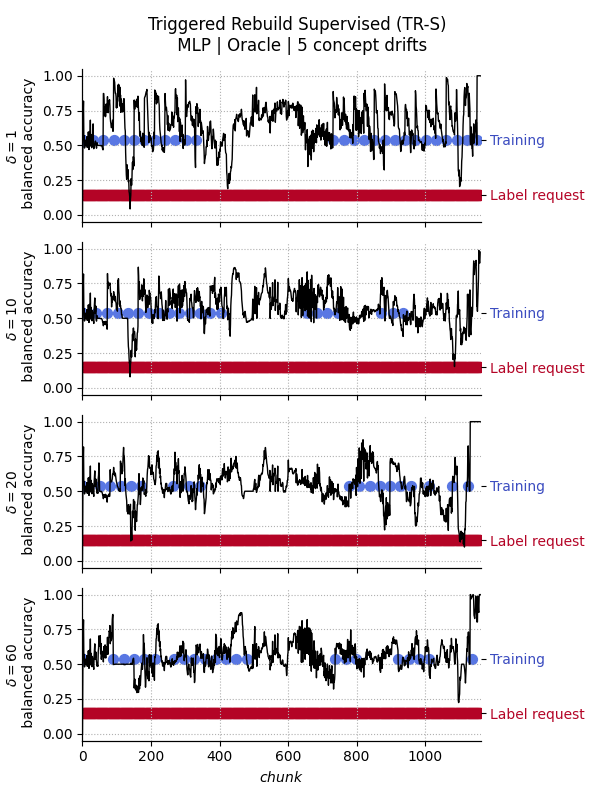 Triggered Rebuild Supervised (TR-S)
MLP | Oracle | 5 concept drifts
1.00
0.75
0.50
0.25
0.00
δ = 1
balanced accuracy
Training
Label request
1.00
0.75
0.50
0.25
0.00
δ = 10
balanced accuracy
Training
Label request
1.00
0.75
0.50
0.25
0.00
δ = 20
balanced accuracy
Training
Label request
1.00
0.75
0.50
0.25
0.00
δ = 60
balanced accuracy
Training
Label request
0 200 400 600 800 1000
chunk